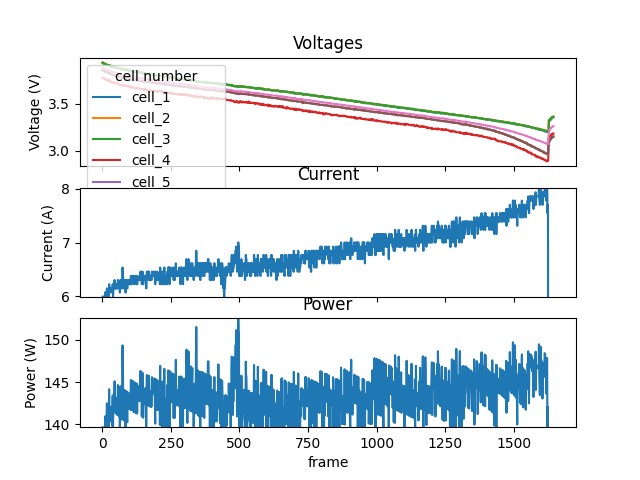 Voltages
Voltage (V)
3.5
3.0
cell number
cell_1
cell_2
cell_3
cell_4
cell_5
Current
Current (A)
8
7
6
Power
Power (W)
150
145
140
0
250
500
750
1000
1250
1500
frame